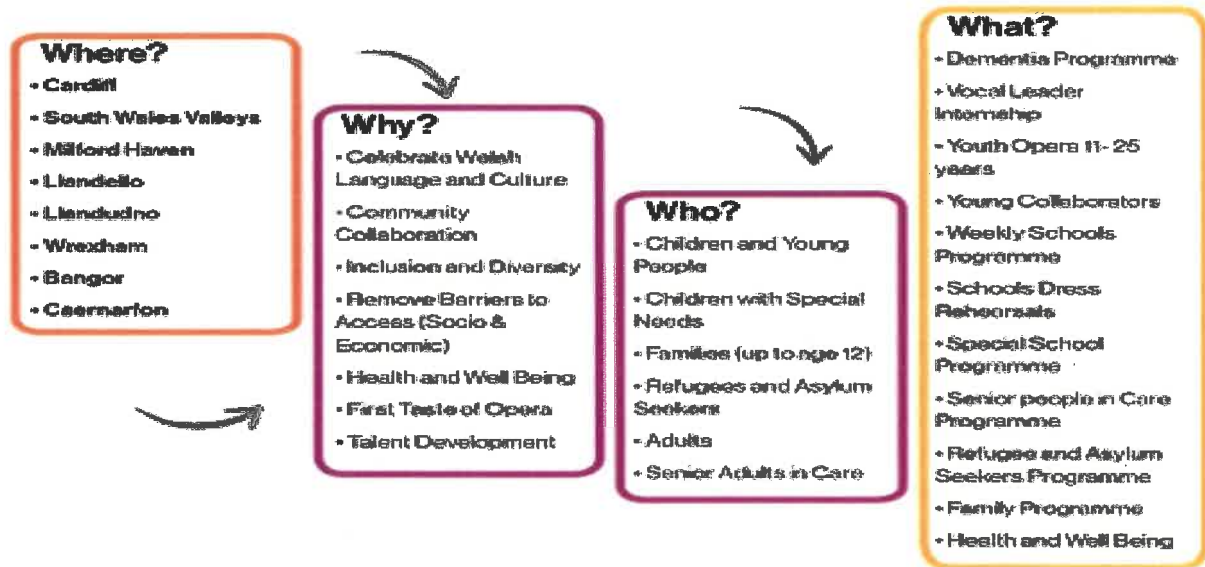 Where?
• Cardiff
• South Wales Valleys
• Milford Haven
• Llandeilo
• Llandudno
• Wrexham
• Bangor
• Caernarfon
Why?
• Celebrate Welsh
Language and Culture
• Community
Collaboration
• Inclusion and Diversity
• Remove Barriers to
Access (Socio &
Economic)
• Health and Well Being
• First Taste of Opera
• Talent Development
Who?
• Children and Young
People
• Children with Special
Needs
• Families (up to age 12)
• Refugees and Asylum
Seekers
• Adults
• Senior Adults in Care
What?
• Dementia Programme
• Vocal Leader
Internship
• Youth Opera 11-25
years
• Young Collaborators
• Weekly Schools
Programme
• Schools Dress
Rehearsals
• Special School
Programme
• Senior people in Care
Programme
• Refugee and Asylum
Seekers Programme
• Family Programme
• Health and Well Being